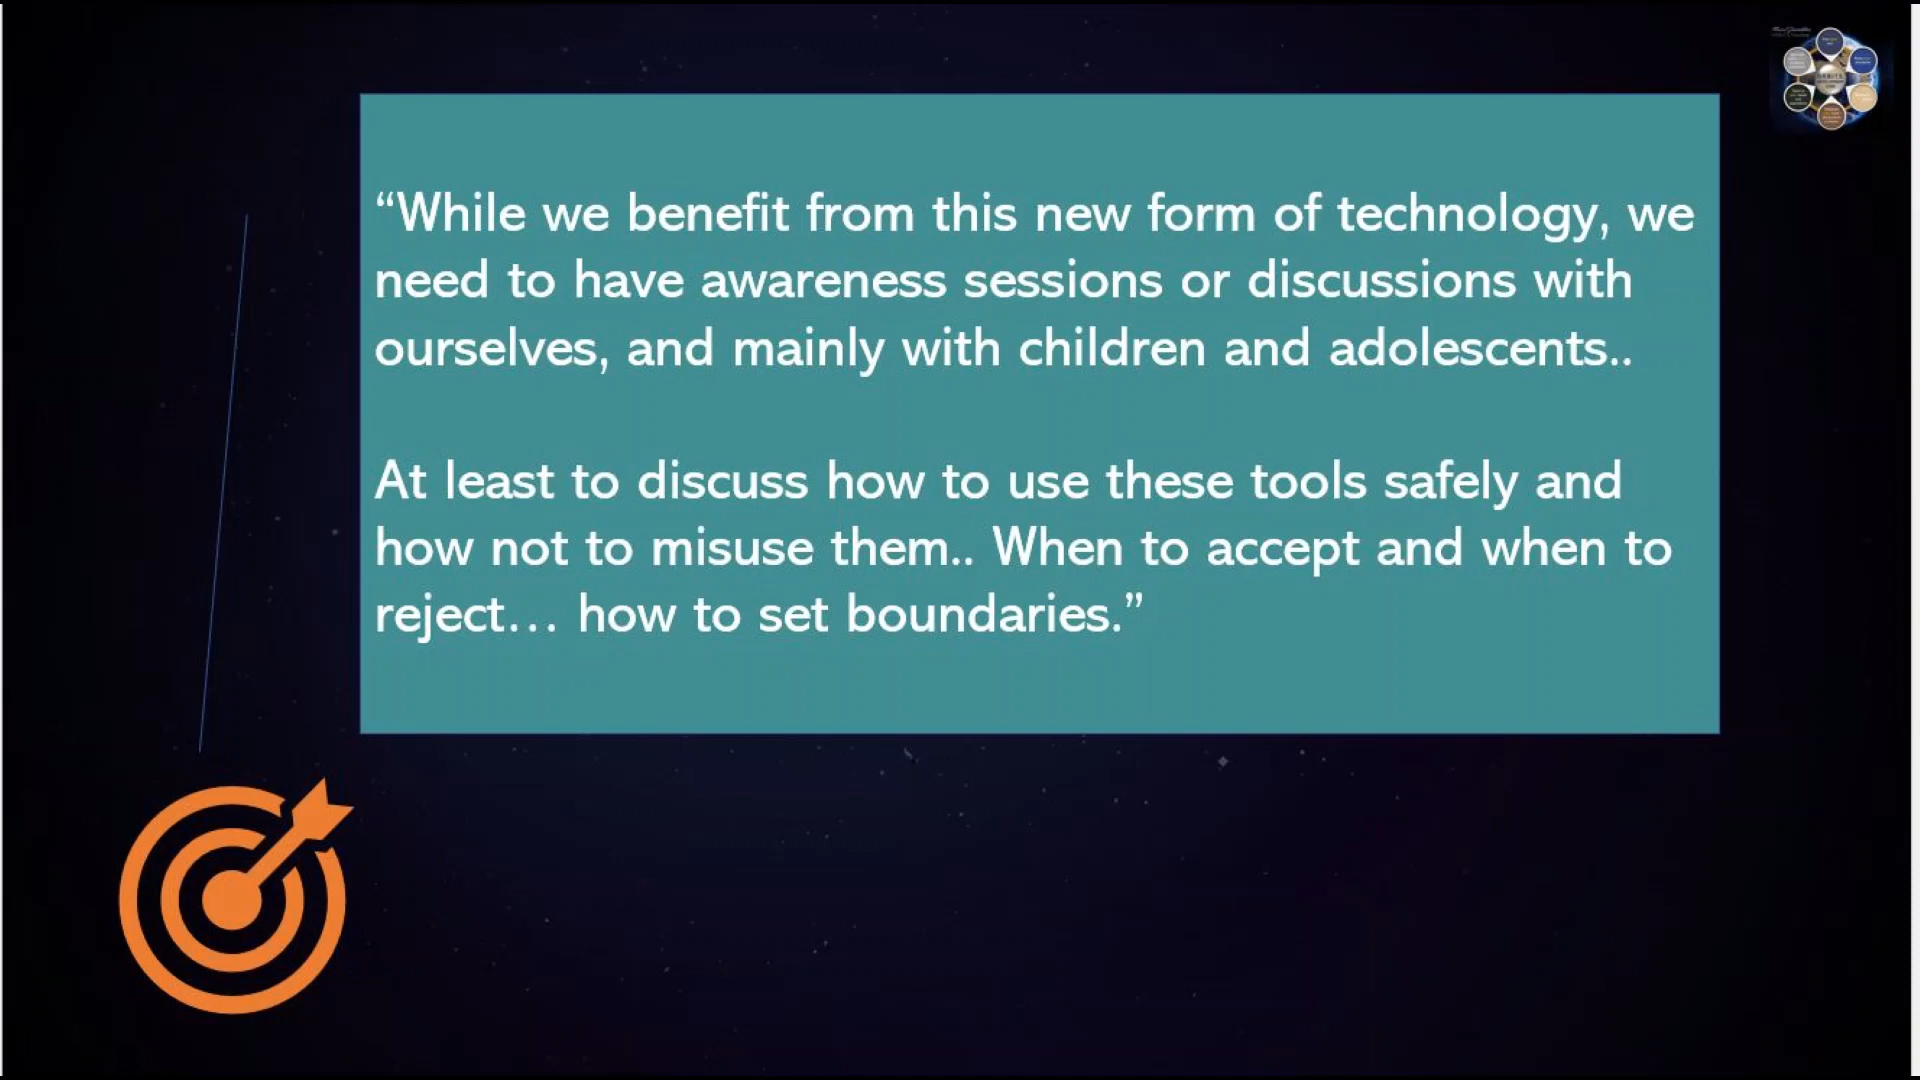 “While we benefit from this new form of technology, we
need to have awareness sessions or discussions with
ourselves, and mainly with children and adolescents..
At least to discuss how to use these tools safely and
how not to misuse them.. When to accept and when to
reject... how to set boundaries.”